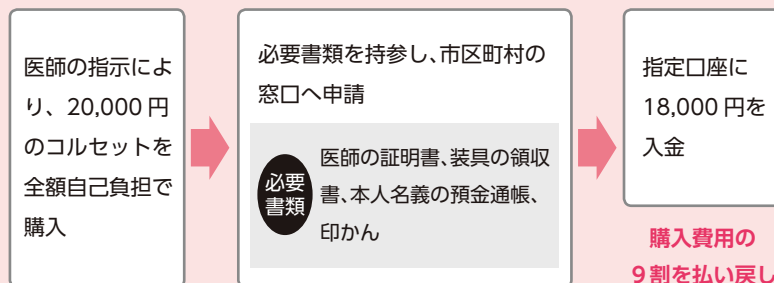 医師の指示によ
り、20,000 円
のコルセットを
全額自己負担で
購入
必要書類を持参し、市区町村の
窓口へ申請
必要
書類
医師の証明書、装具の領収
書、本人名義の預金通帳、
印かん
指定口座に
18,000 円を
入金
購入費用の
9割を払い戻し